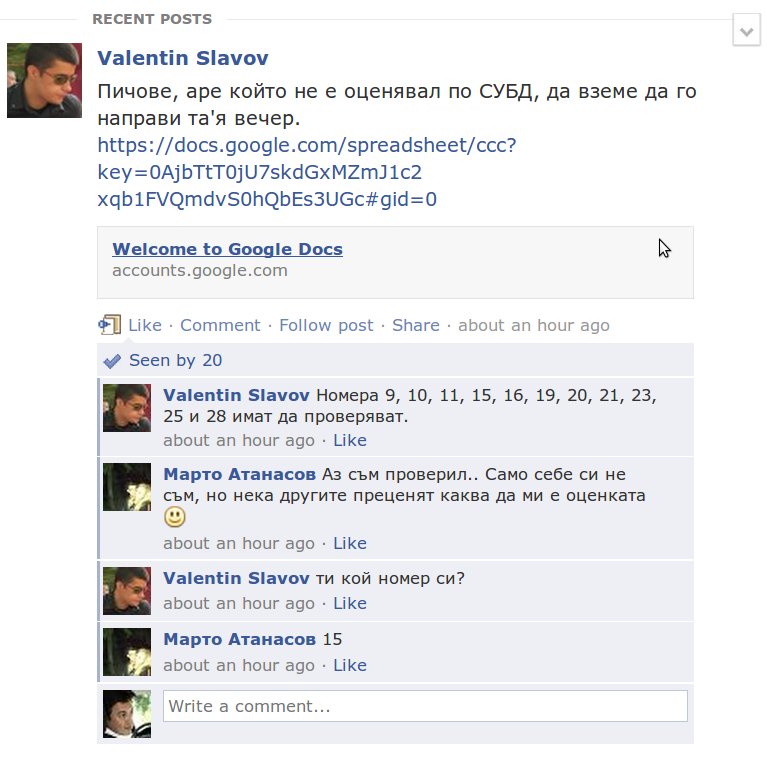 RECENT POSTS
Valentin Slavov
Пичове, аре който не е оценявал по СУБД, да вземе да го
направи та'я вечер.
https://docs.google.com/spreadsheet/ccc?
key=0AjbTtT0jU7skdGxMZmJ1c2
xqb1FVQmdvS0hQbEs3UGc#gid=0
Welcome to Google Docs
accounts.google.com
Like · Comment · Follow post · Share · about an hour ago
Seen by 20
Valentin Slavov Номера 9, 10, 11, 15, 16, 19, 20, 21, 23,
25 и 28 имат да проверяват.
about an hour ago · Like
Марто Атанасов Аз съм проверил.. Само себе си не
съм, но нека другите преценят каква да ми е оценката
about an hour ago · Like
Valentin Slavov ти кой номер си?
about an hour ago · Like
Марто Атанасов 15
about an hour ago · Like
Write a comment...